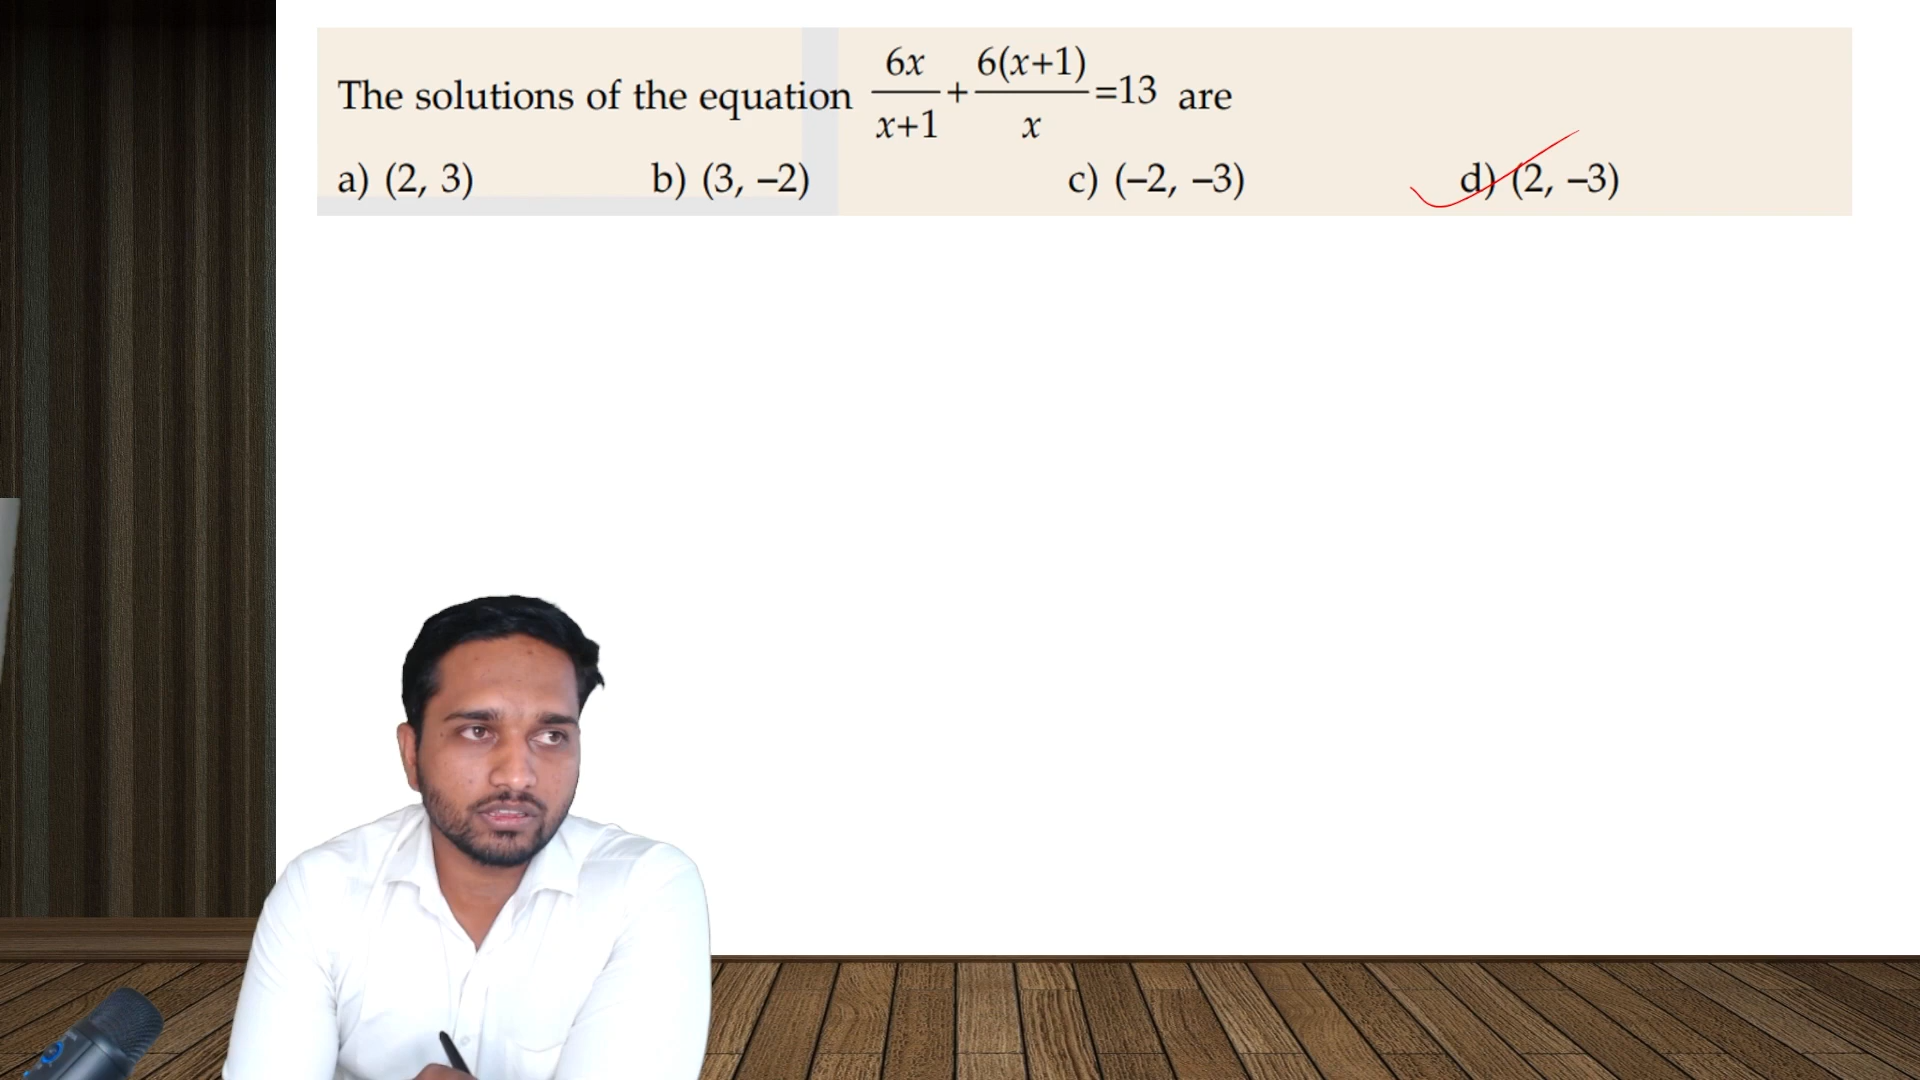 The solutions of the equation 6x/x+1 + 6(x+1)/x =13 are
a) (2, 3) b) (3, –2) c) (–2, –3) d) (2, –3)